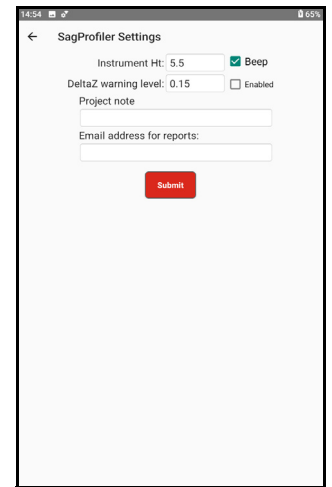 14:54 65%
SagProfiler Settings
Instrument Ht: 5.5 Beep
DeltaZ warning level: 0.15 Enabled
Project note
Email address for reports:
Submit